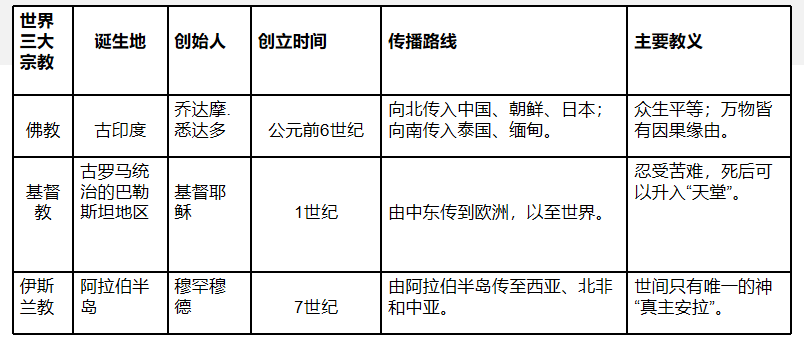 世界
三大
宗教
诞生地
创始人
创立时间
传播路线
主要教义
佛教
古印度
乔达摩.
悉达多
公元前6世纪
向北传入中国、朝鲜、日本；
向南传入泰国、缅甸。
众生平等；万物皆
有因果缘由。
基督
教
古罗马统
治的巴勒
斯坦地区
基督耶
稣
1世纪
由中东传到欧洲，以至世界。
忍受苦难，死后可
以升入“天堂”。
伊斯
兰教
阿拉伯半
岛
穆罕穆
德
7世纪
由阿拉伯半岛传至西亚、北非
和中亚。
世间只有唯一的神
“真主安拉”。